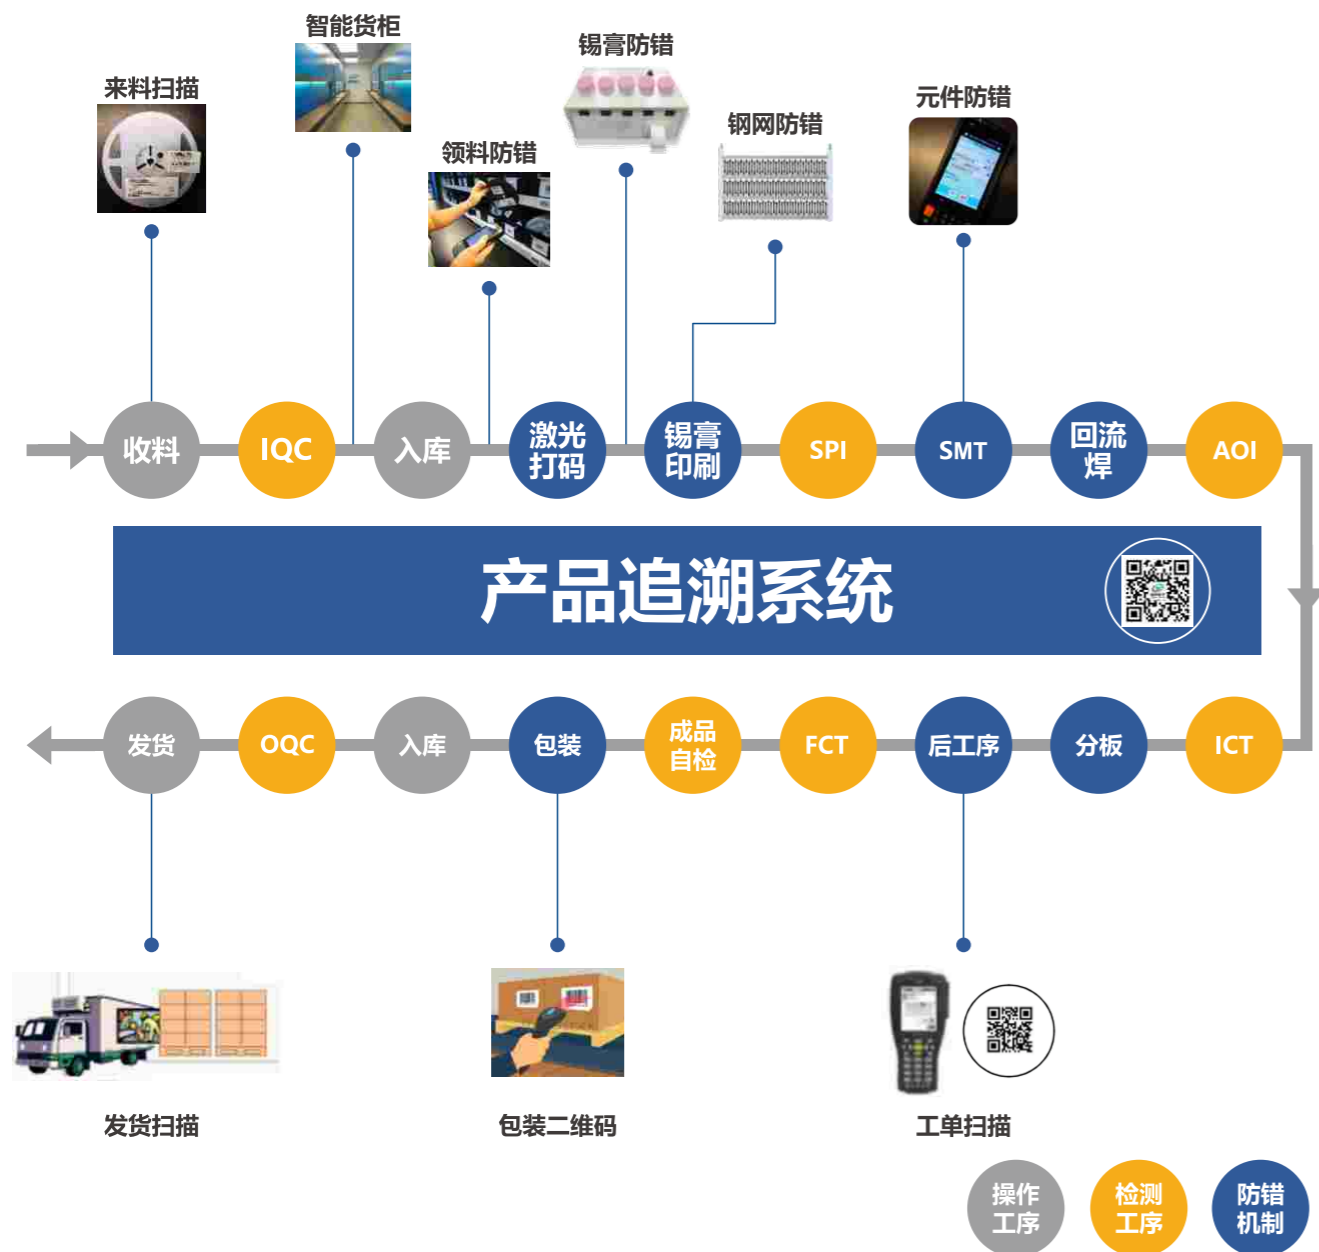 智能货柜
锡膏防错
来料扫描
元件防错
钢网防错
领料防错
收料
IQC
入库
激光
打码
锡膏
印刷
SPI
SMT
回流
焊
AOI
产品追溯系统
发货
OQC
入库
包装
成品
自检
FCT
后工序
分板
ICT
发货扫描
包装二维码
工单扫描
操作
工序
检测
工序
防错
机制